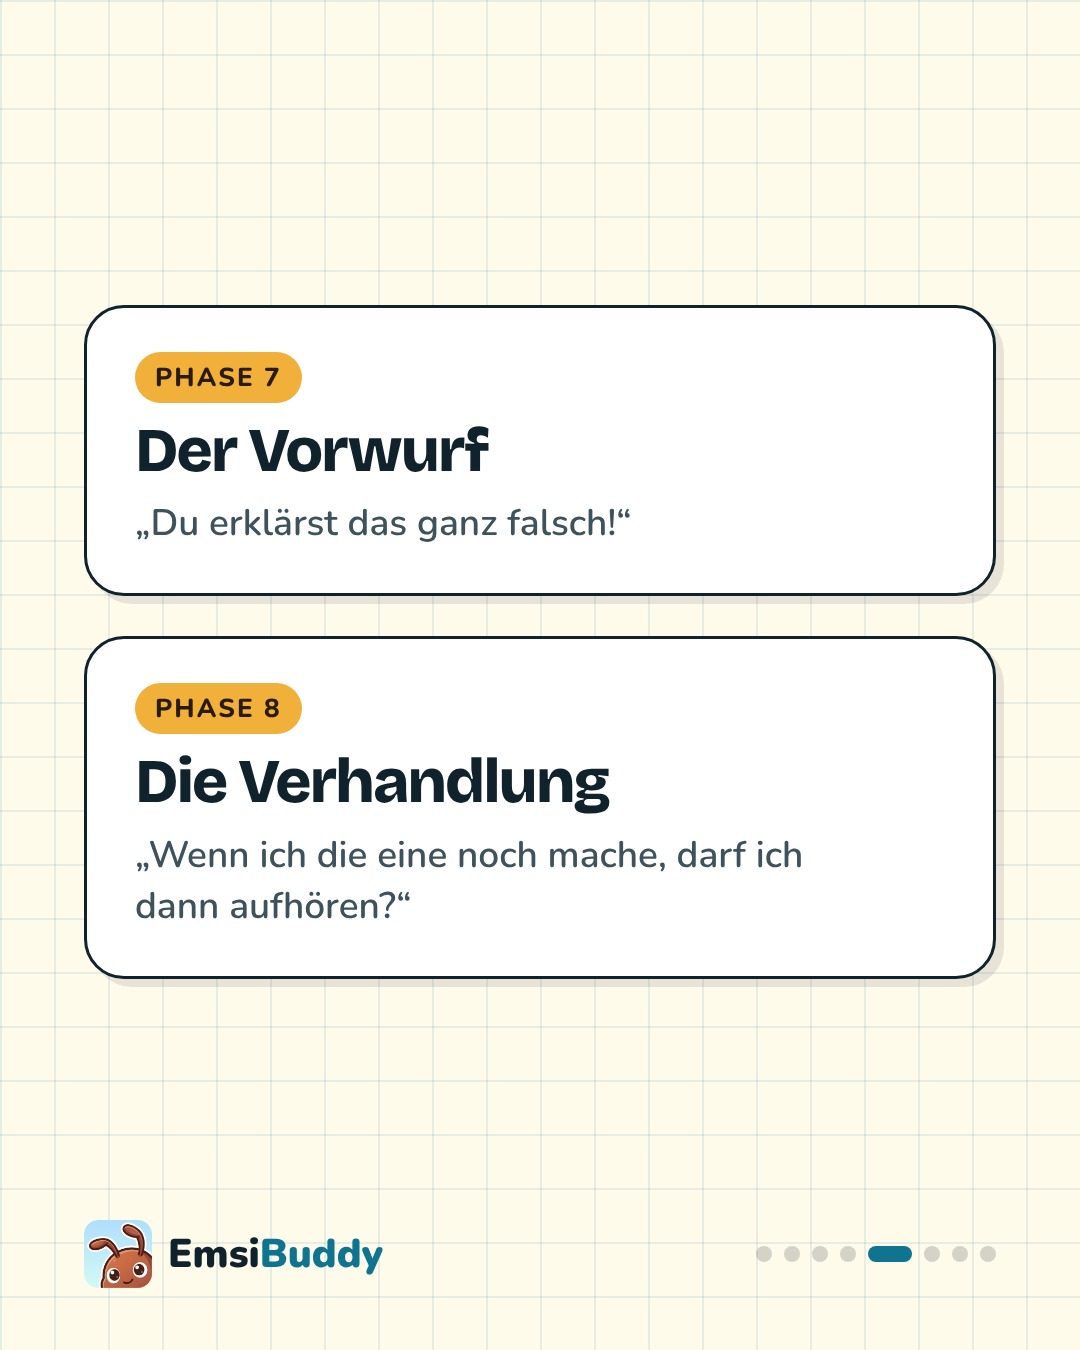 PHASE 7
Der Vorwurf
„Du erklärst das ganz falsch!“
PHASE 8
Die Verhandlung
„Wenn ich die eine noch mache, darf ich
dann aufhören?“
EmsiBuddy